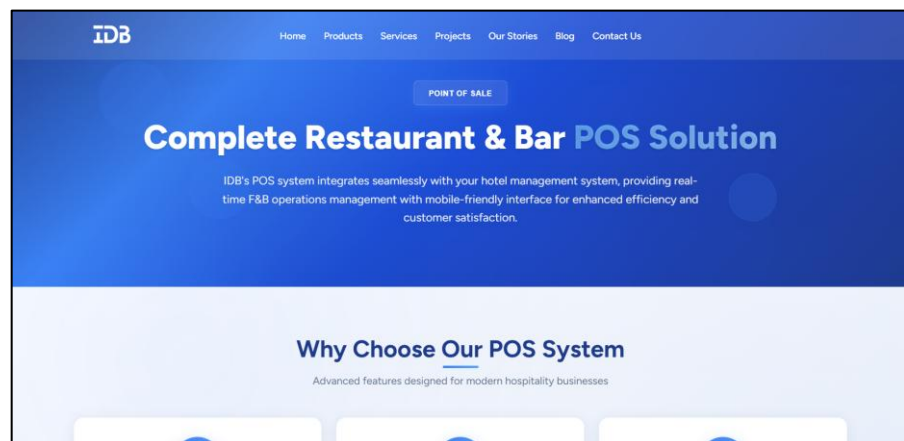 IDB
Home Products Services Projects Our Stories Blog Contact Us
POINT OF SALE
Complete Restaurant & Bar POS Solution
IDB's POS system integrates seamlessly with your hotel management system, providing real-
time F&B operations management with mobile-friendly interface for enhanced efficiency and
customer satisfaction.
Why Choose Our POS System
Advanced features designed for modern hospitality businesses